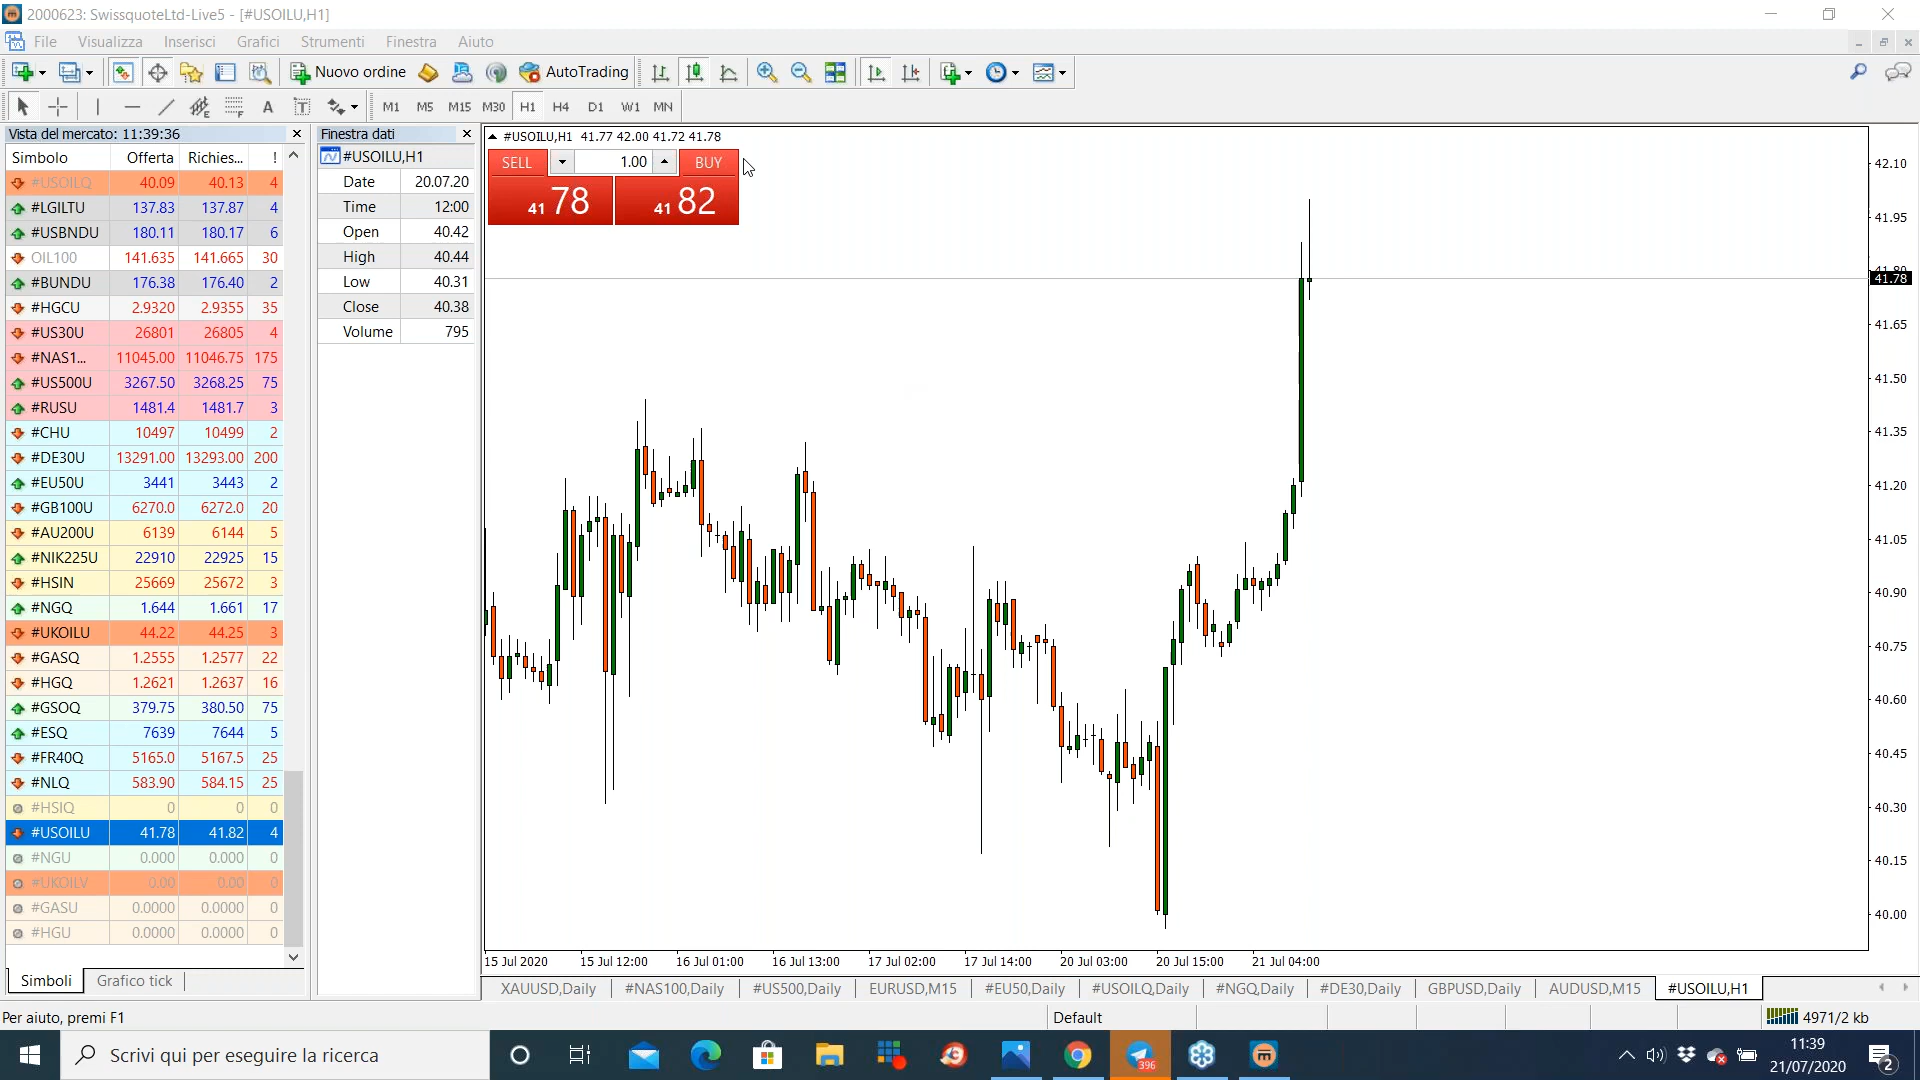 2000623: SwissquoteLtd-Live5 - [#USOILU,H1]
File Visualizza Inserisci Grafici Strumenti Finestra Aiuto
Nuovo ordine AutoTrading
A T M1 M5 M15 M30 H1 H4 D1 W1 MN
Vista del mercato: 11:39:36
Simbolo Offerta Richies... !
#USOILQ 40.09 40.13 4
#LGILTU 137.83 137.87 4
#USBNDU 180.11 180.17 6
OIL100 141.635 141.665 30
#BUNDU 176.38 176.40 2
#HGCU 2.9320 2.9355 35
#US30U 26801 26805 4
#NAS1... 11045.00 11046.75 175
#US500U 3267.50 3268.25 75
#RUSU 1481.4 1481.7 3
#CHU 10497 10499 2
#DE30U 13291.00 13293.00 200
#EU50U 3441 3443 2
#GB100U 6270.0 6272.0 20
#AU200U 6139 6144 5
#NIK225U 22910 22925 15
#HSIN 25669 25672 3
#NGQ 1.644 1.661 17
#UKOILU 44.22 44.25 3
#GASQ 1.2555 1.2577 22
#HGQ 1.2621 1.2637 16
#GSOQ 379.75 380.50 75
#ESQ 7639 7644 5
#FR40Q 5165.0 5167.5 25
#NLQ 583.90 584.15 25
#HSIQ 0 0 0
#USOILU 41.78 41.82 4
#NGU 0.000 0.000 0
#UKOILV 0.00 0.00 0
#GASU 0.0000 0.0000 0
#HGU 0.0000 0.0000 0
Simboli Grafico tick
Finestra dati
#USOILU,H1
Date 20.07.20
Time 12:00
Open 40.42
High 40.44
Low 40.31
Close 40.38
Volume 795
#USOILU,H1 41.77 42.00 41.72 41.78
SELL 1.00 BUY
41 78 41 82
42.10
41.95
41.80
41.78
41.65
41.50
41.35
41.20
41.05
40.90
40.75
40.60
40.45
40.30
40.15
40.00
15 Jul 2020 15 Jul 12:00 16 Jul 01:00 16 Jul 13:00 17 Jul 02:00 17 Jul 14:00 20 Jul 03:00 20 Jul 15:00 21 Jul 04:00
XAUUSD,Daily #NAS100,Daily #US500,Daily EURUSD,M15 #EU50,Daily #USOILQ,Daily #NGQ,Daily #DE30,Daily GBPUSD,Daily AUDUSD,M15 #USOILU,H1
Per aiuto, premi F1 Default 4971/2 kb
Scrivi qui per eseguire la ricerca 396 11:39
21/07/2020 2